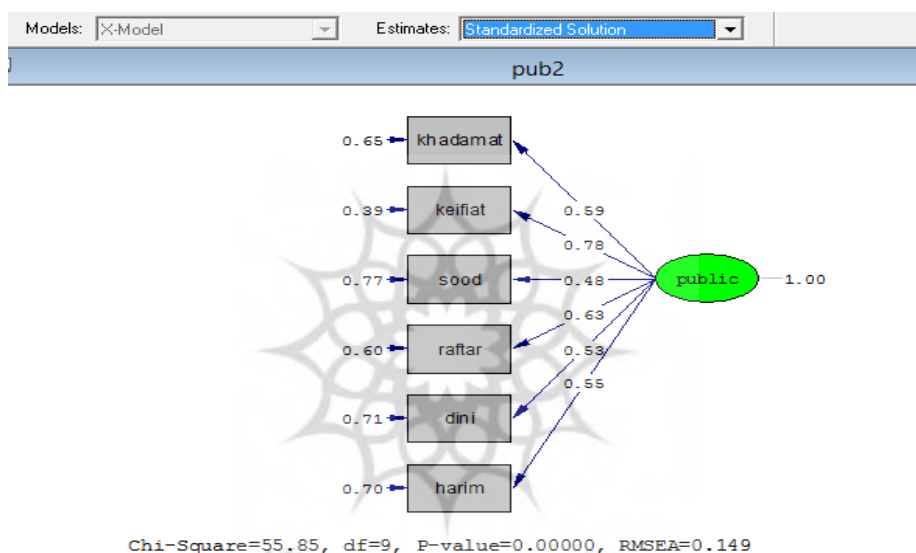 Models: X-Model Estimates: Standardized Solution
pub2
0.65 khadamat
0.59
0.39 keifiat
0.78
0.77 sood 0.48 public 1.00
0.63
0.60 raftar
0.53
0.55
0.71 dini
0.70 harim
Chi-Square=55.85, df=9, P-value=0.00000, RMSEA=0.149